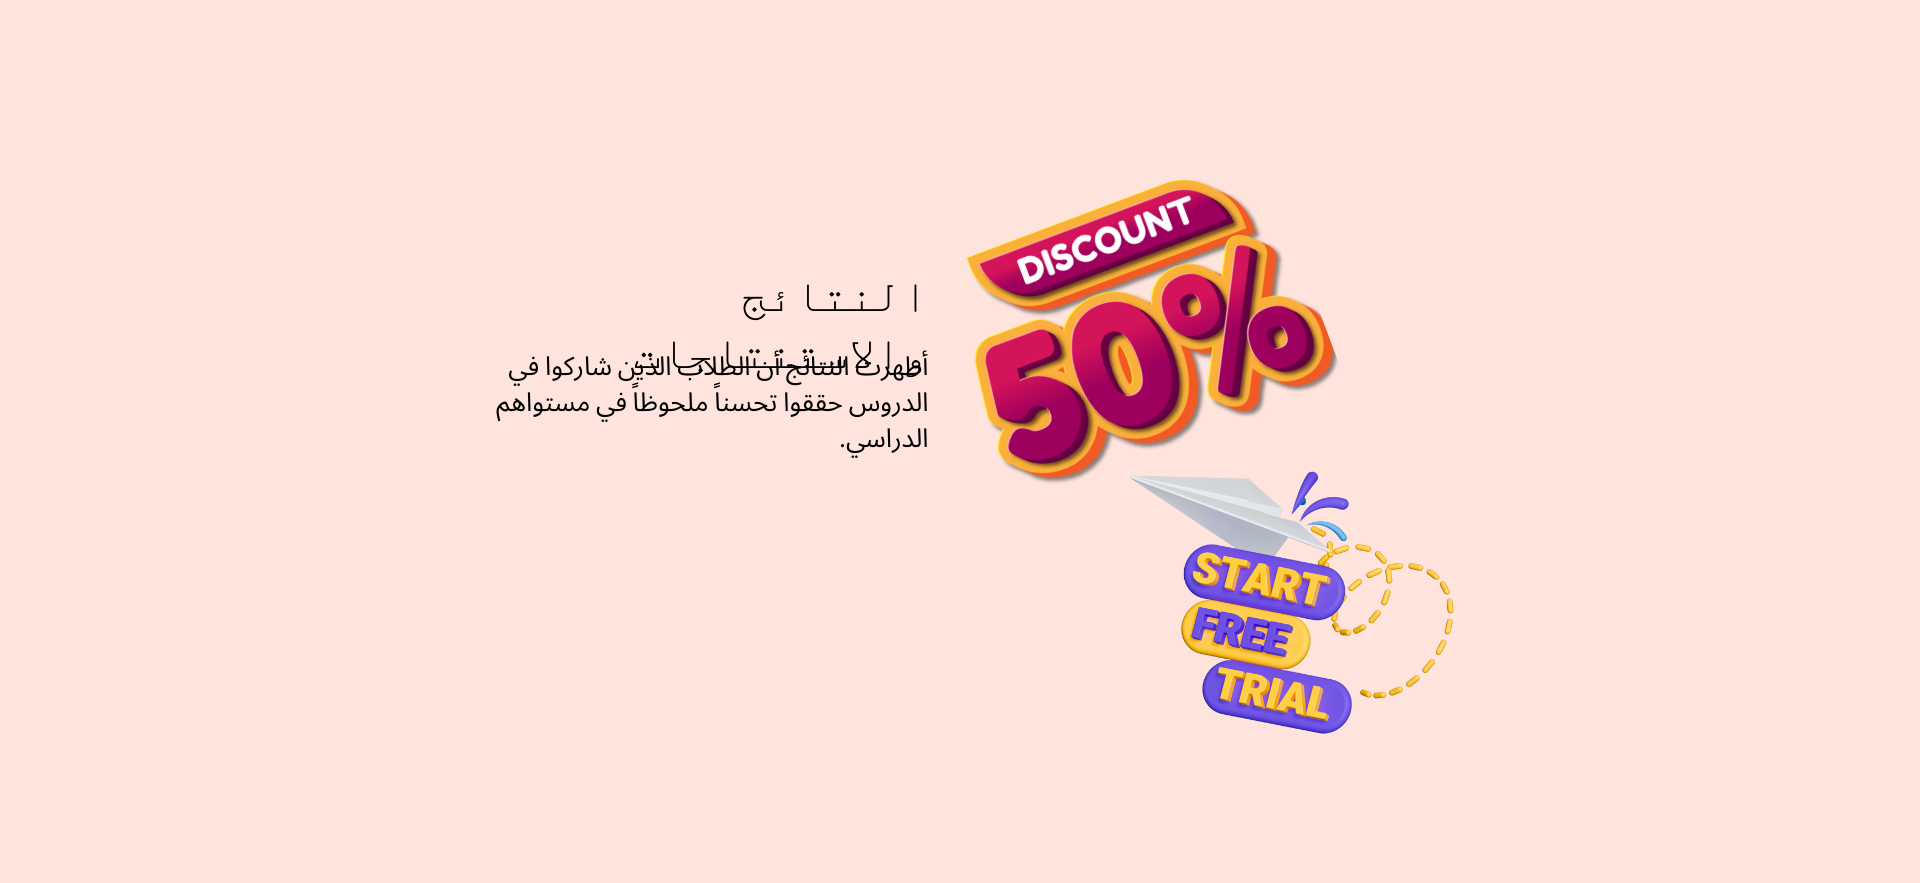 النتائج
والاستنتاجات
أظهرت النتائج أن الطلاب الذين شاركوا في
الدروس حققوا تحسناً ملحوظاً في مستواهم
الدراسي.
DISCOUNT
50%
START
FREE
TRIAL